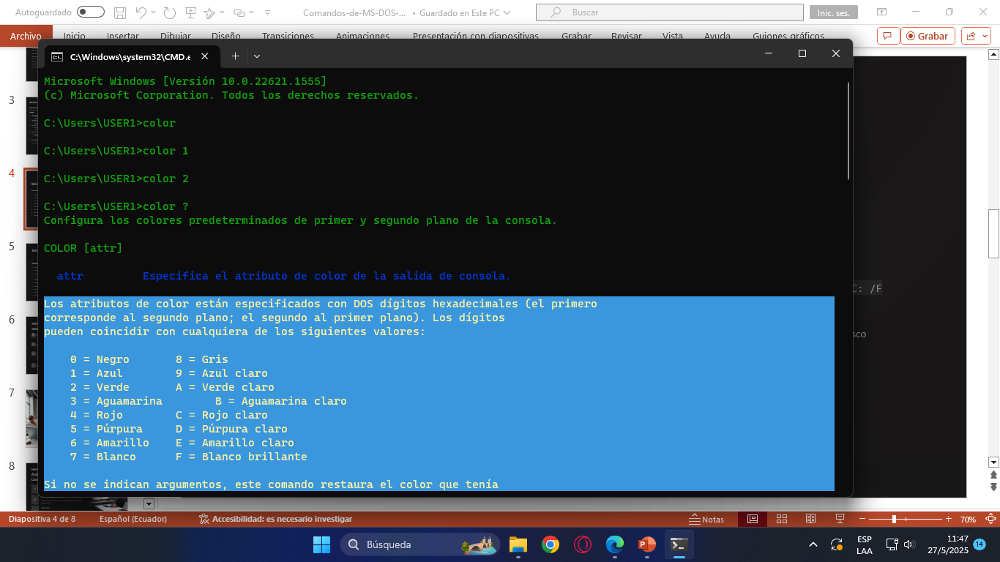 Autoguardado
Comandos-de-MS-DOS-... • Guardado en Este PC
Buscar
Inic. ses.
Archivo Inicio Insertar Dibujar Diseño Transiciones Animaciones Presentación con diapositivas Grabar Revisar Vista Ayuda Guiones gráficos
Grabar
C:\Windows\system32\CMD.e
Microsoft Windows [Versión 10.0.22621.1555]
(c) Microsoft Corporation. Todos los derechos reservados.
C:\Users\USER1>color
C:\Users\USER1>color 1
C:\Users\USER1>color 2
C:\Users\USER1>color ?
Configura los colores predeterminados de primer y segundo plano de la consola.
COLOR [attr]
attr Especifica el atributo de color de la salida de consola.
Los atributos de color están especificados con DOS dígitos hexadecimales (el primero
corresponde al segundo plano; el segundo al primer plano). Los dígitos
pueden coincidir con cualquiera de los siguientes valores:
0 = Negro 8 = Gris
1 = Azul 9 = Azul claro
2 = Verde A = Verde claro
3 = Aguamarina B = Aguamarina claro
4 = Rojo C = Rojo claro
5 = Púrpura D = Púrpura claro
6 = Amarillo E = Amarillo claro
7 = Blanco F = Blanco brillante
Si no se indican argumentos, este comando restaura el color que tenía
3
4
5
6
7
8
C: /F
sco
Diapositiva 4 de 8 Español (Ecuador) Accesibilidad: es necesario investigar
Notas
70%
Búsqueda
ESP
LAA
11:47
27/5/2025
14